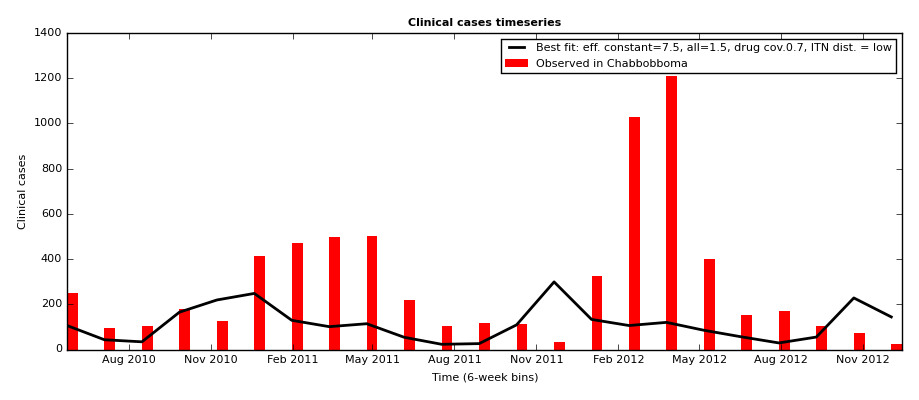 Clinical cases timeseries
Best fit: eff. constant=7.5, all=1.5, drug cov.0.7, ITN dist. = low
Observed in Chabbobboma
1400
1200
1000
800
600
400
200
0
Clinical cases
Aug 2010 Nov 2010 Feb 2011 May 2011 Aug 2011 Nov 2011 Feb 2012 May 2012 Aug 2012 Nov 2012
Time (6-week bins)